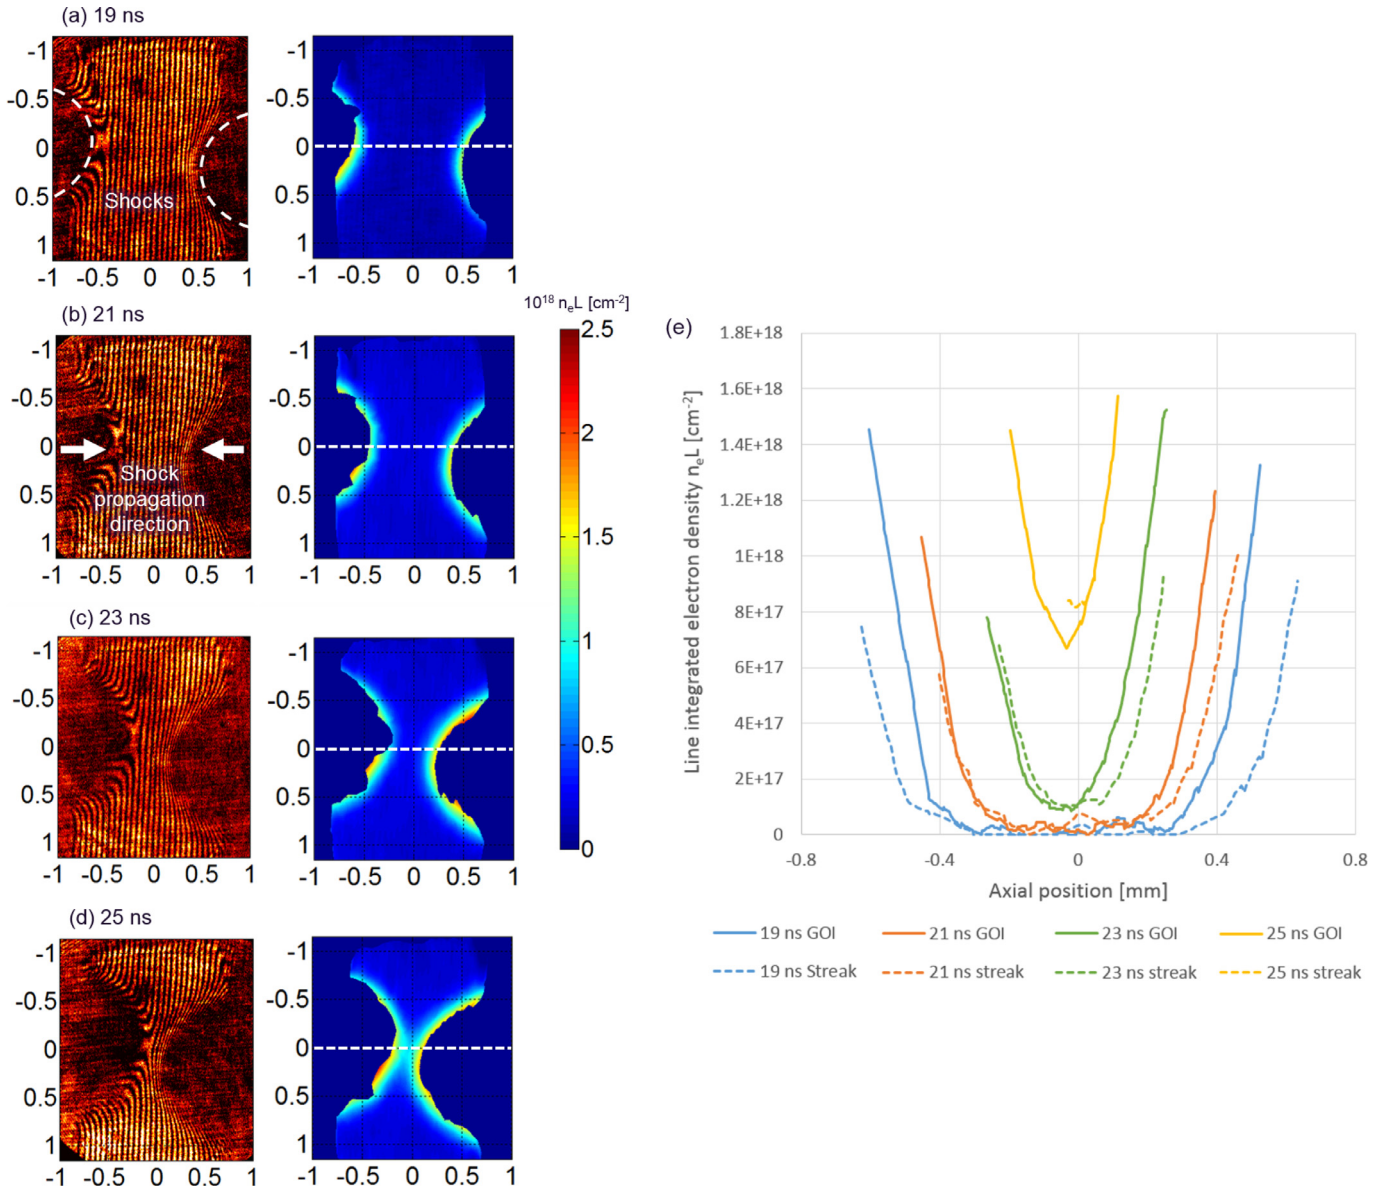 (a) 19 ns
-1
-0.5
0
0.5
1
Shocks
-1 -0.5 0 0.5 1
-1
-0.5
0
0.5
1
-1 -0.5 0 0.5 1
(b) 21 ns
-1
-0.5
0
0.5
1
Shock
propagation
direction
-1 -0.5 0 0.5 1
-1
-0.5
0
0.5
1
-1 -0.5 0 0.5 1
10¹⁸ nₑL [cm⁻²]
2.5
2
1.5
1
0.5
0
(c) 23 ns
-1
-0.5
0
0.5
1
-1 -0.5 0 0.5 1
-1
-0.5
0
0.5
1
-1 -0.5 0 0.5 1
(d) 25 ns
-1
-0.5
0
0.5
1
-1 -0.5 0 0.5 1
-1
-0.5
0
0.5
1
-1 -0.5 0 0.5 1
(e)
Line integrated electron density nₑL [cm⁻²]
1.8E+18
1.6E+18
1.4E+18
1.2E+18
1E+18
8E+17
6E+17
4E+17
2E+17
0
-0.8 -0.4 0 0.4 0.8
Axial position [mm]
19 ns GOI 21 ns GOI 23 ns GOI 25 ns GOI
19 ns Streak 21 ns streak 23 ns streak 25 ns streak